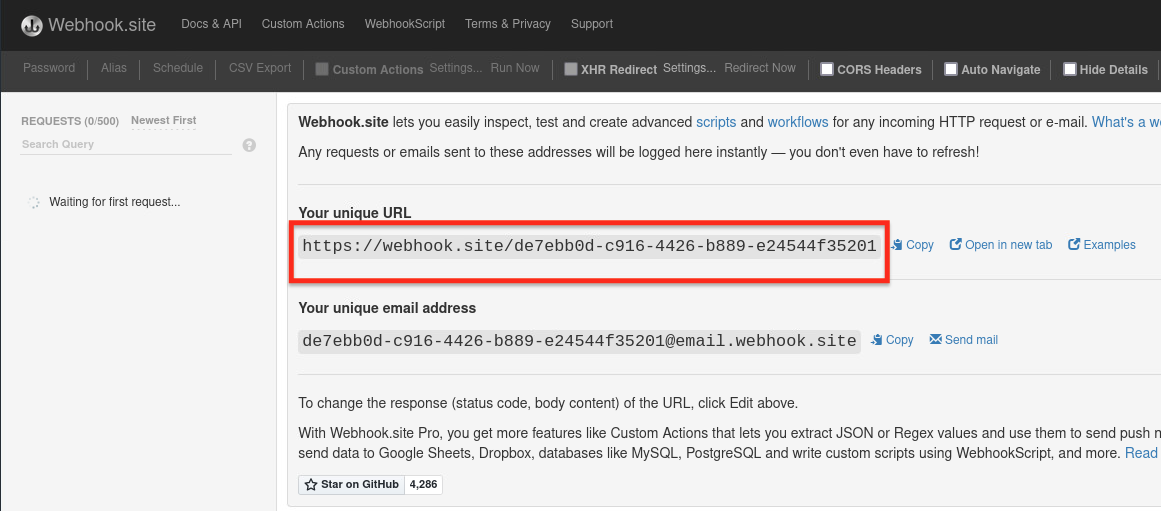 Webhook.site Docs & API Custom Actions WebhookScript Terms & Privacy Support
Password Alias Schedule CSV Export Custom Actions Settings... Run Now XHR Redirect Settings... Redirect Now CORS Headers Auto Navigate Hide Details
REQUESTS (0/500) Newest First
Search Query ?
Waiting for first request...
Webhook.site lets you easily inspect, test and create advanced scripts and workflows for any incoming HTTP request or e-mail. What's a
Any requests or emails sent to these addresses will be logged here instantly — you don't even have to refresh!
Your unique URL
https://webhook.site/de7ebb0d-c916-4426-b889-e24544f35201 Copy Open in new tab Examples
Your unique email address
de7ebb0d-c916-4426-b889-e24544f35201@email.webhook.site Copy Send mail
To change the response (status code, body content) of the URL, click Edit above.
With Webhook.site Pro, you get more features like Custom Actions that lets you extract JSON or Regex values and use them to send push
send data to Google Sheets, Dropbox, databases like MySQL, PostgreSQL and write custom scripts using WebhookScript, and more. Read
Star on GitHub 4,286